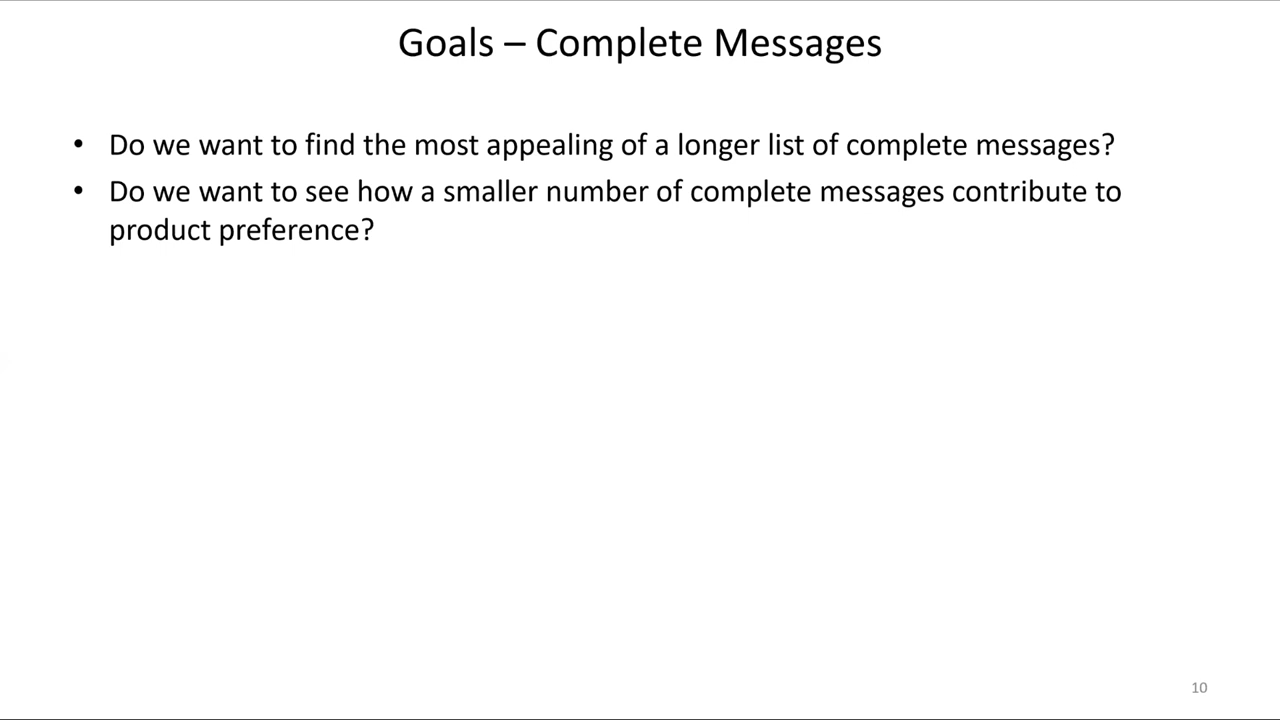 Goals – Complete Messages
• Do we want to find the most appealing of a longer list of complete messages?
• Do we want to see how a smaller number of complete messages contribute to
product preference?
10